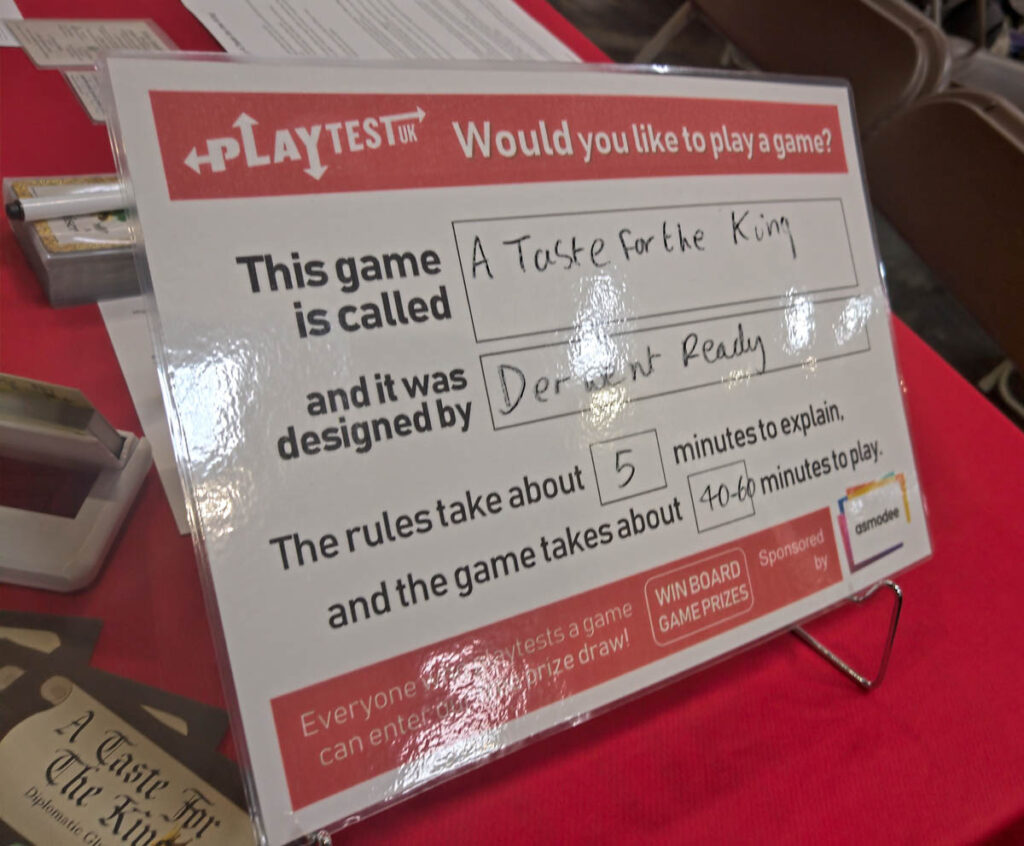 PLAYTEST UK
Would you like to play a game?
This game
is called
A Taste for the King
and it was
designed by
Derwent Ready
The rules take about 5 minutes to explain,
and the game takes about 40-60 minutes to play.
Everyone playtests a game
can enter prize draw!
WIN BOARD
GAME PRIZES
Sponsored
by
asmodee
A Taste For
The King
Diplomatic